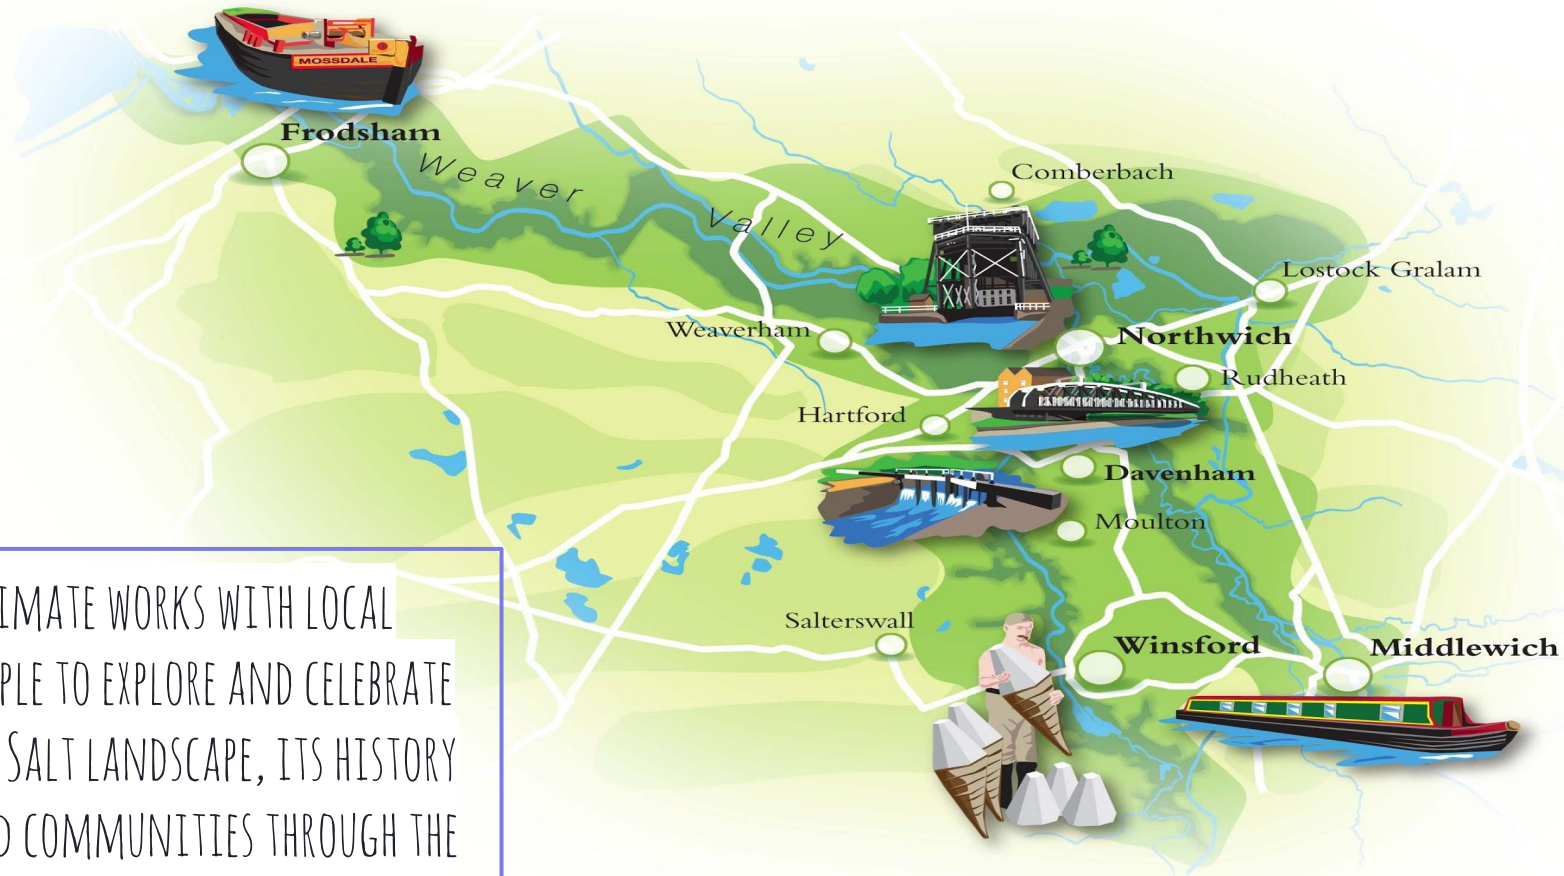 MOSSDALE
Frodsham
Weaver
Valley
Comberbach
Lostock Gralam
Weaverham
Northwich
Rudheath
Hartford
Davenham
Moulton
Salterswall
Winsford
Middlewich
IMATE WORKS WITH LOCAL
PLE TO EXPLORE AND CELEBRATE
SALT LANDSCAPE, ITS HISTORY
D COMMUNITIES THROUGH THE